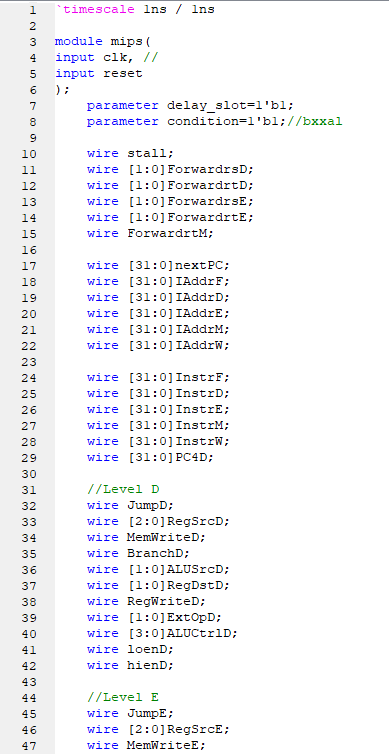 1 `timescale 1ns / 1ns
2
3 module mips(
4 input clk, //
5 input reset
6 );
7 parameter delay_slot=1'b1;
8 parameter condition=1'b1;//bxxal
9
10 wire stall;
11 wire [1:0]ForwardrsD;
12 wire [1:0]ForwardrtD;
13 wire [1:0]ForwardrsE;
14 wire [1:0]ForwardrtE;
15 wire ForwardrtM;
16
17 wire [31:0]nextPC;
18 wire [31:0]IAddrF;
19 wire [31:0]IAddrD;
20 wire [31:0]IAddrE;
21 wire [31:0]IAddrM;
22 wire [31:0]IAddrW;
23
24 wire [31:0]InstrF;
25 wire [31:0]InstrD;
26 wire [31:0]InstrE;
27 wire [31:0]InstrM;
28 wire [31:0]InstrW;
29 wire [31:0]PC4D;
30
31 //Level D
32 wire JumpD;
33 wire [2:0]RegSrcD;
34 wire MemWriteD;
35 wire BranchD;
36 wire [1:0]ALUSrcD;
37 wire [1:0]RegDstD;
38 wire RegWriteD;
39 wire [1:0]ExtOpD;
40 wire [3:0]ALUCtrlD;
41 wire loenD;
42 wire hienD;
43
44 //Level E
45 wire JumpE;
46 wire [2:0]RegSrcE;
47 wire MemWriteE;